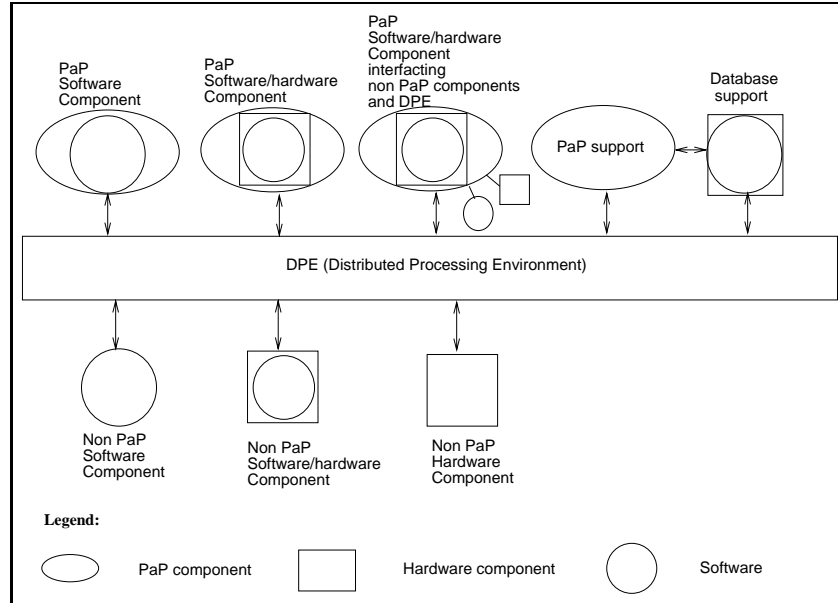 PaP
Software
Component
PaP
Software/hardware
Component
PaP
Software/hardware
Component
interfacting
non PaP components
and DPE
PaP support
Database
support
DPE (Distributed Processing Environment)
Non PaP
Software
Component
Non PaP
Software/hardware
Component
Non PaP
Hardware
Component
Legend:
PaP component
Hardware component
Software